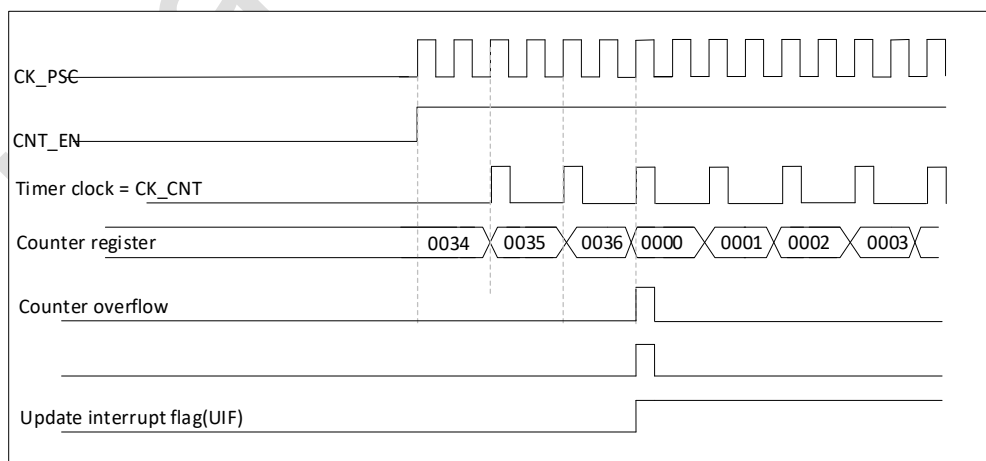 CK_PSC
CNT_EN
Timer clock = CK_CNT
Counter register 0034 0035 0036 0000 0001 0002 0003
Counter overflow
Update interrupt flag(UIF)